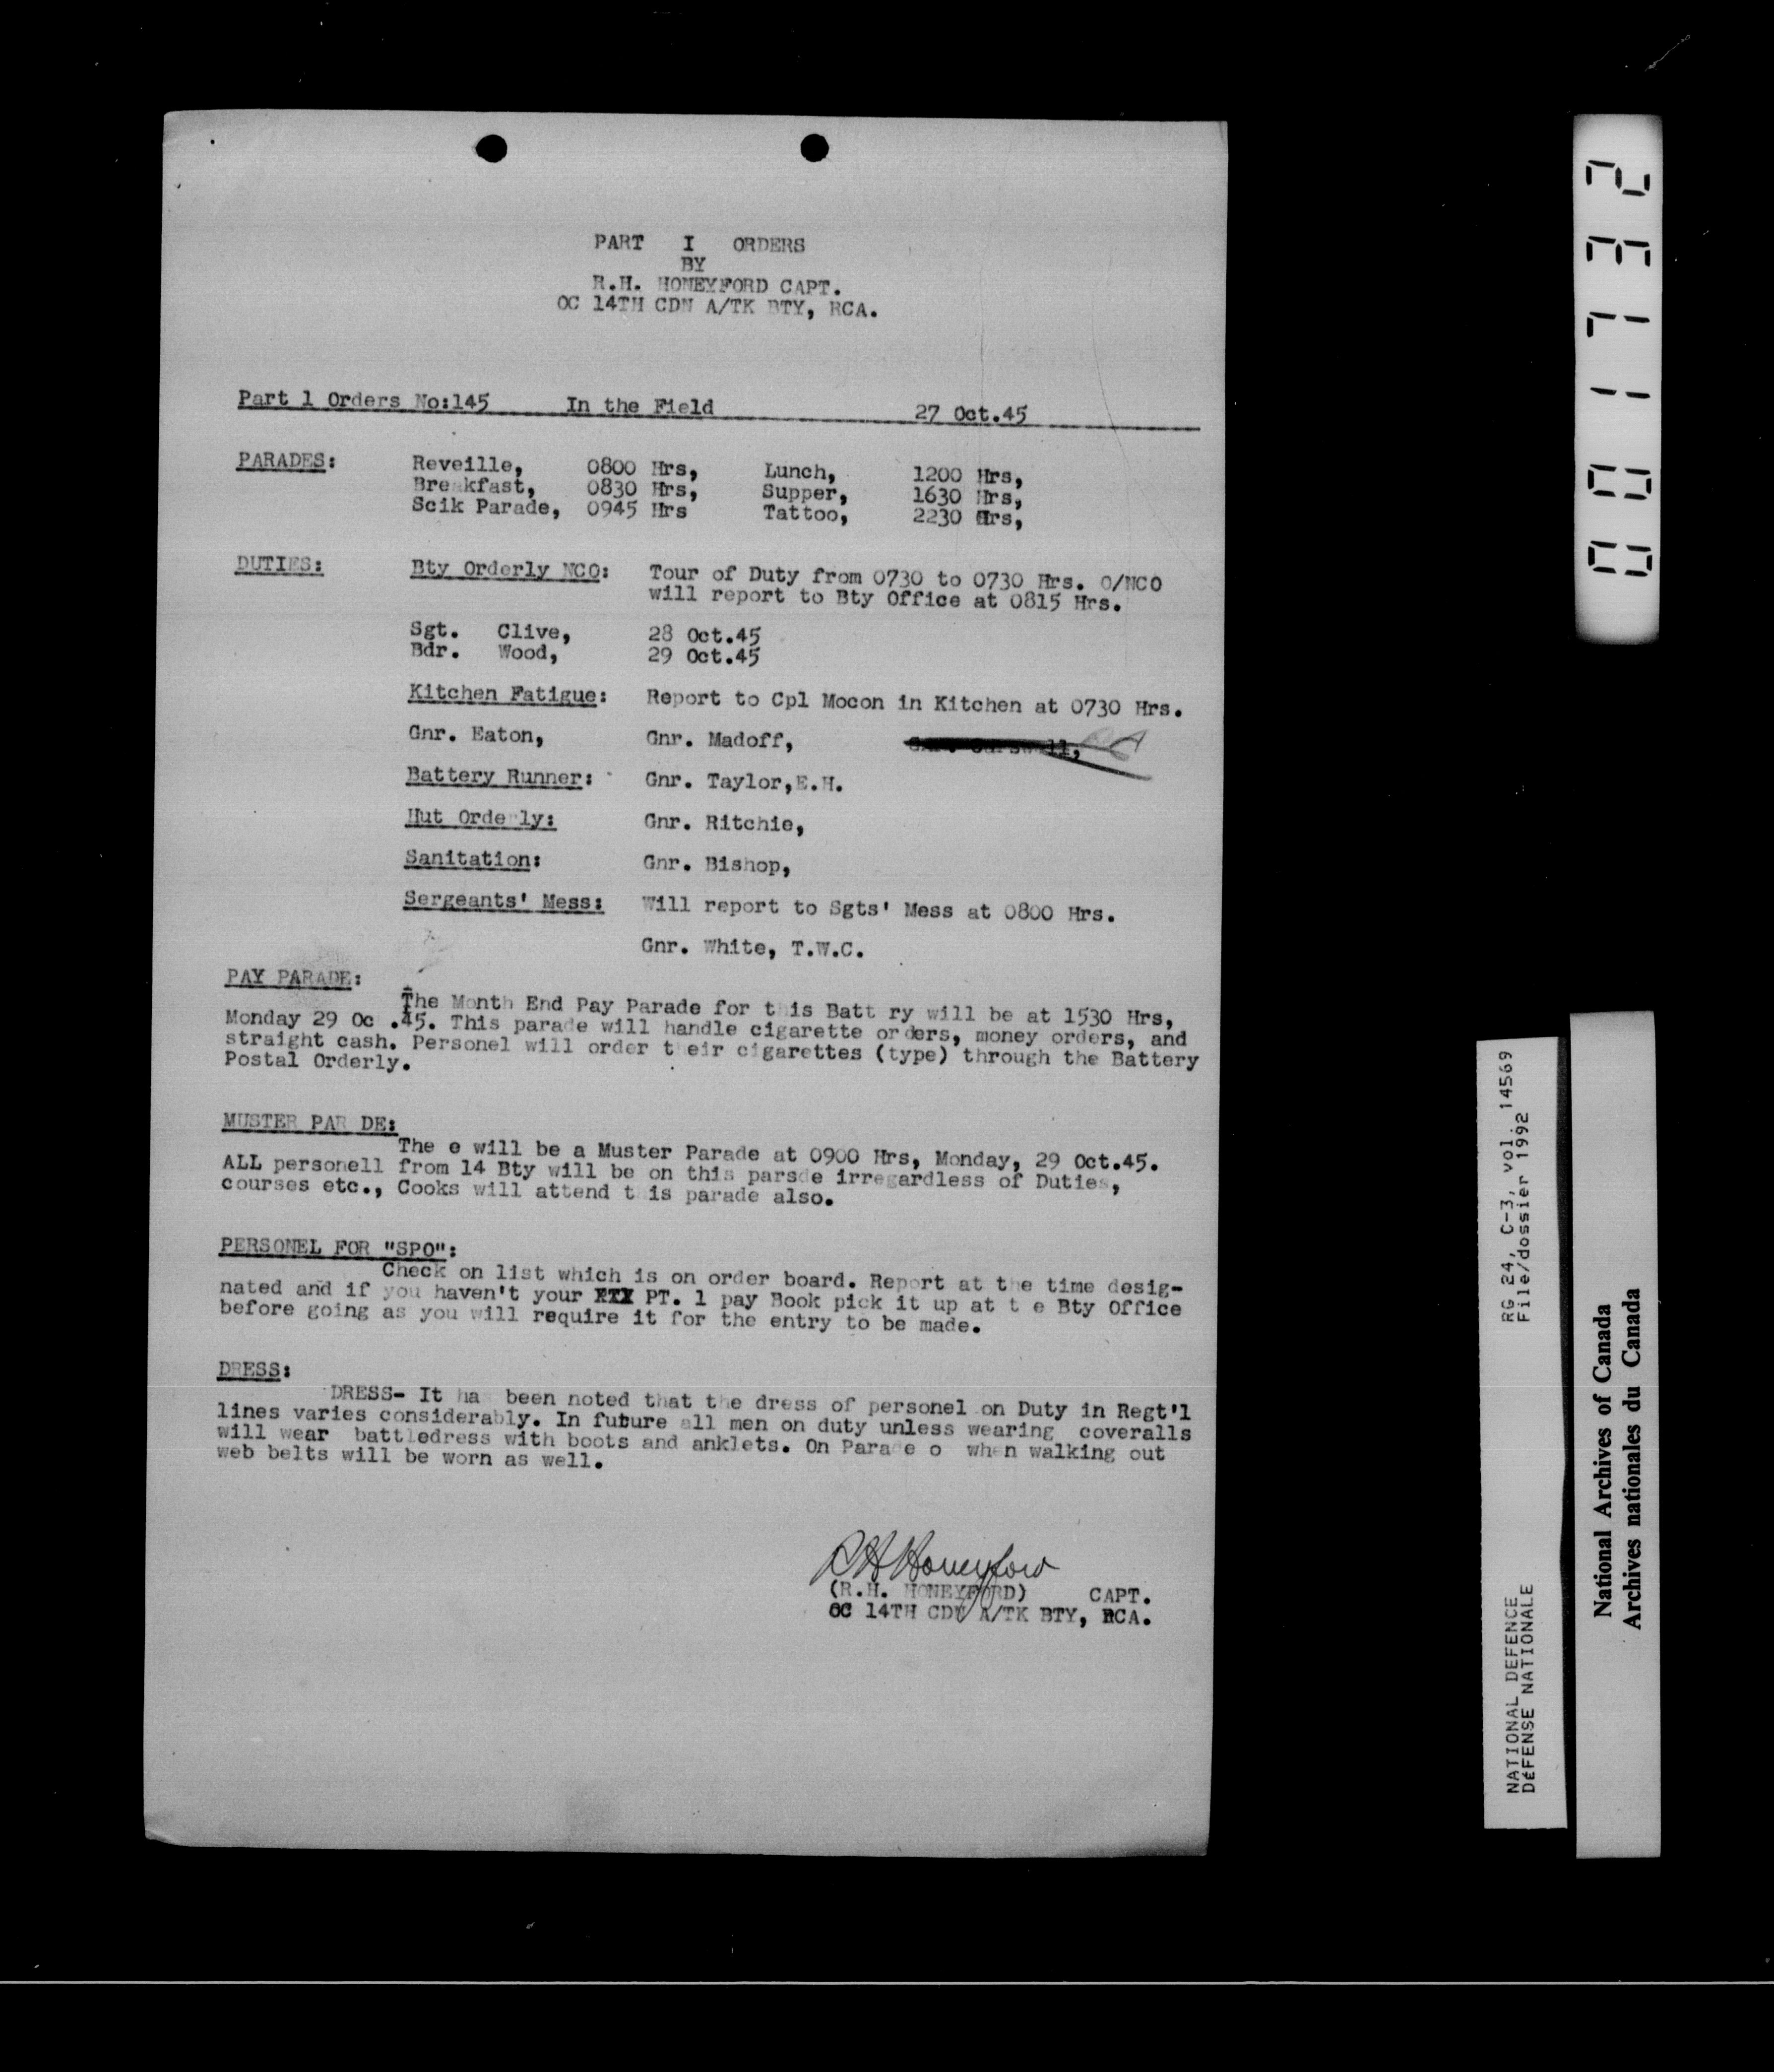 PART I ORDERS
BY
R.H. HONEYFORD CAPT.
OC 14TH CDN A/TK BTY, RCA.
Part 1 Orders No:145 In the Field 27 Oct.45
PARADES: Reveille, 0800 Hrs, Lunch, 1200 Hrs,
Breakfast, 0830 Hrs, Supper, 1630 Hrs,
Scik Parade, 0945 Hrs Tattoo, 2230 Hrs,
DUTIES: Bty Orderly NCO: Tour of Duty from 0730 to 0730 Hrs. O/NCO
will report to Bty Office at 0815 Hrs.
Sgt. Clive, 28 Oct.45
Bdr. Wood, 29 Oct.45
Kitchen Fatigue: Report to Cpl Mocon in Kitchen at 0730 Hrs.
Gnr. Eaton, Gnr. Madoff,
Battery Runner: Gnr. Taylor,E.H.
Hut Orderly: Gnr. Ritchie,
Sanitation: Gnr. Bishop,
Sergeants' Mess: Will report to Sgts' Mess at 0800 Hrs.
Gnr. White, T.W.C.
PAY PARADE:
The Month End Pay Parade for this Batt ry will be at 1530 Hrs,
Monday 29 Oc .45. This parade will handle cigarette orders, money orders, and
straight cash. Personel will order their cigarettes (type) through the Battery
Postal Orderly.
MUSTER PAR DE:
The e will be a Muster Parade at 0900 Hrs, Monday, 29 Oct.45.
ALL personell from 14 Bty will be on this parsde irregardless of Duties,
courses etc., Cooks will attend t is parade also.
PERSONEL FOR "SPO":
Check on list which is on order board. Report at the time desig-
nated and if you haven't your PT. 1 pay Book pick it up at t e Bty Office
before going as you will require it for the entry to be made.
DRESS:
DRESS- It has been noted that the dress of personel on Duty in Regt'l
lines varies considerably. In future all men on duty unless wearing coveralls
will wear battledress with boots and anklets. On Parade o when walking out
web belts will be worn as well.
R H Honeyford
(R.H. HONEYFORD) CAPT.
OC 14TH CDN A/TK BTY, RCA.
0001732
RG 24, C-3, vol. 14569
File/dossier 1992
NATIONAL DEFENCE
DÉFENSE NATIONALE
National Archives of Canada
Archives nationales du Canada